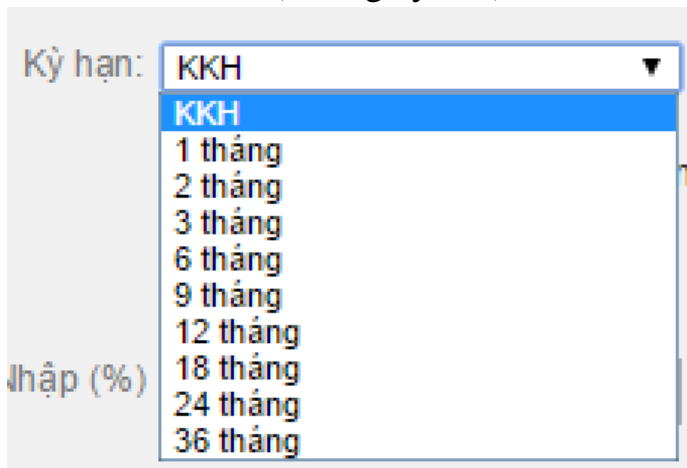 Kỳ hạn: KKH
KKH
1 tháng
2 tháng
3 tháng
6 tháng
9 tháng
12 tháng
18 tháng
24 tháng
36 tháng
Nhập (%)